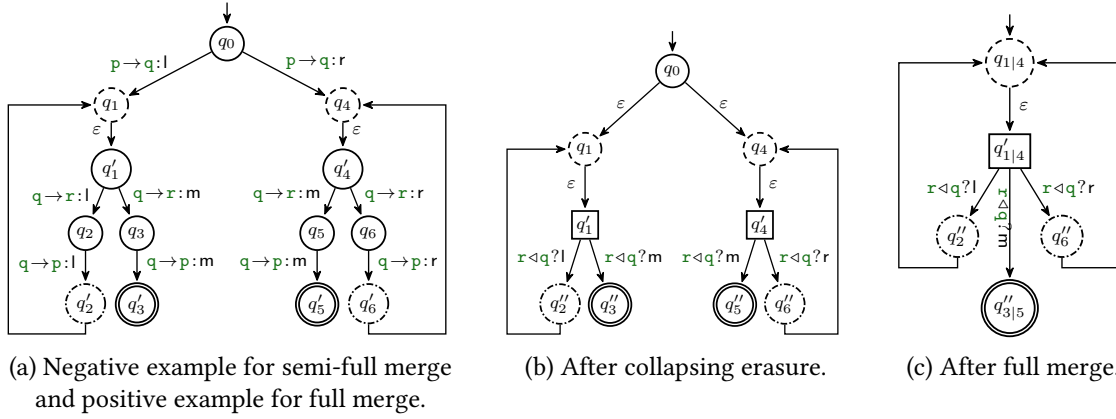 q₀
p→q:l
p→q:r
q₁
q₄
ε
ε
q′₁
q′₄
q→r:l
q→r:m
q→r:m
q→r:r
q₂
q₃
q₅
q₆
q→p:l
q→p:m
q→p:m
q→p:r
q′₂
q′₃
q′₅
q′₆
(a) Negative example for semi-full merge
and positive example for full merge.
q₀
ε
ε
q₁
q₄
ε
ε
q′₁
q′₄
r◁q?l
r◁q?m
r◁q?m
r◁q?r
q″₂
q″₃
q″₅
q″₆
(b) After collapsing erasure.
q₁|₄
ε
q′₁|₄
r◁q?l
r◁q?m
r◁q?r
q″₂
q″₆
q″₃|₅
(c) After full merge.